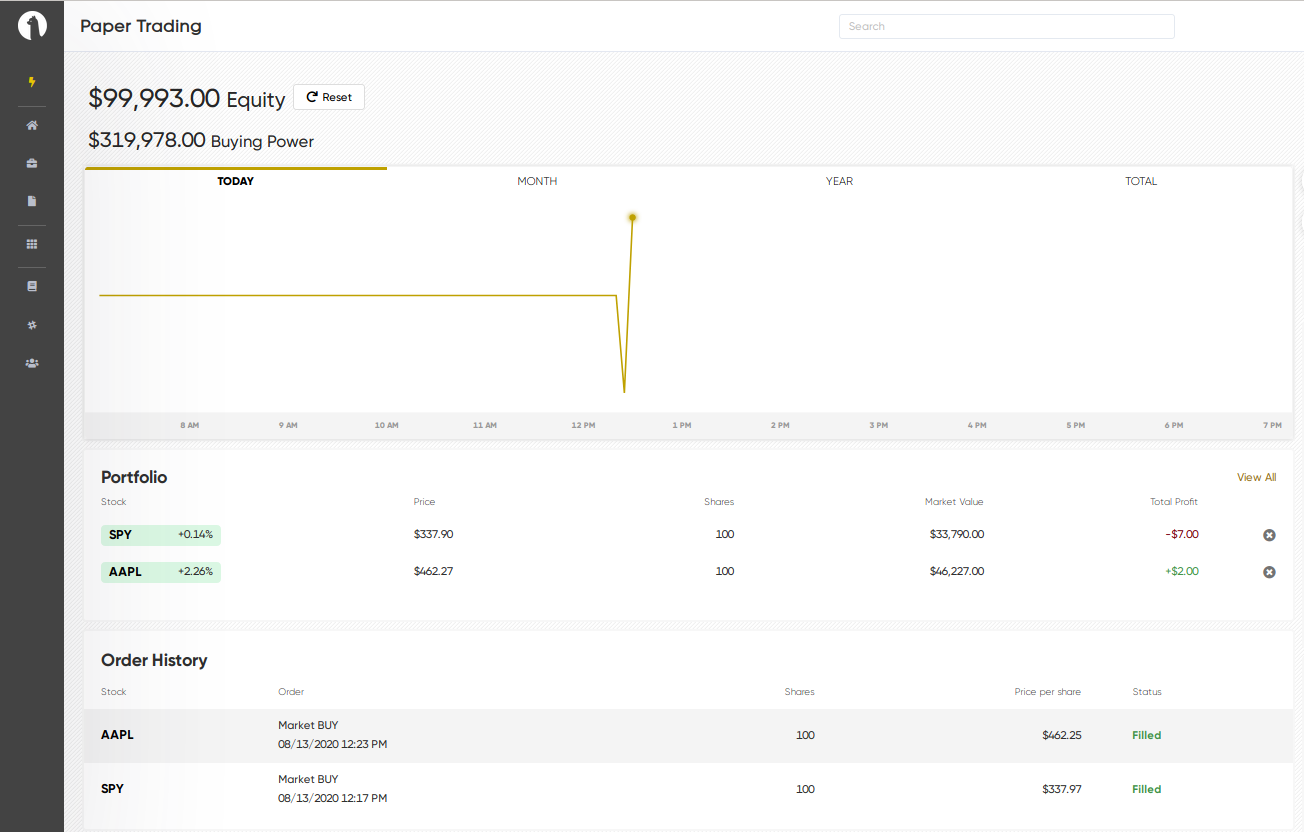 Paper Trading
Search
$99,993.00 Equity Reset
$319,978.00 Buying Power
TODAY MONTH YEAR TOTAL
8 AM 9 AM 10 AM 11 AM 12 PM 1 PM 2 PM 3 PM 4 PM 5 PM 6 PM 7 PM
Portfolio View All
Stock Price Shares Market Value Total Profit
SPY +0.14% $337.90 100 $33,790.00 -$7.00
AAPL +2.26% $462.27 100 $46,227.00 +$2.00
Order History
Stock Order Shares Price per share Status
AAPL Market BUY 100 $462.25 Filled
08/13/2020 12:23 PM
SPY Market BUY 100 $337.97 Filled
08/13/2020 12:17 PM